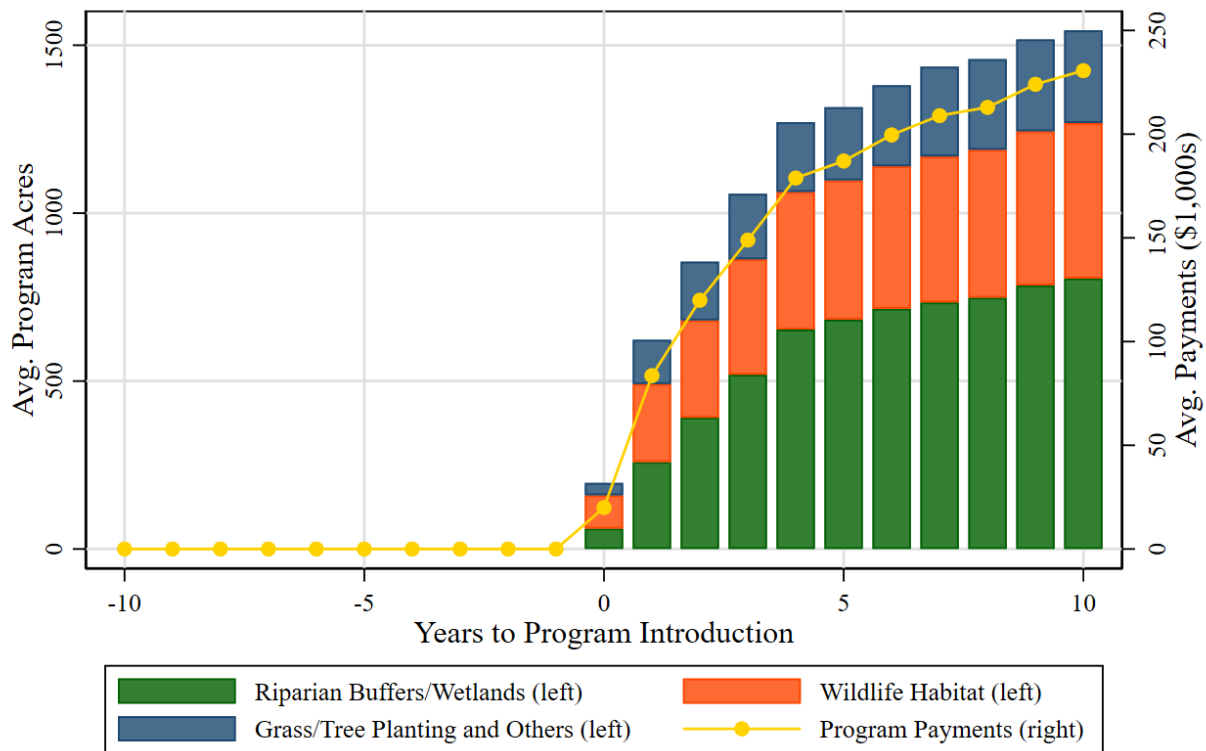 Avg. Program Acres
1500
1000
500
0
250
200
150
100
50
0
Avg. Payments ($1,000s)
-10 -5 0 5 10
Years to Program Introduction
Riparian Buffers/Wetlands (left) Wildlife Habitat (left)
Grass/Tree Planting and Others (left) Program Payments (right)